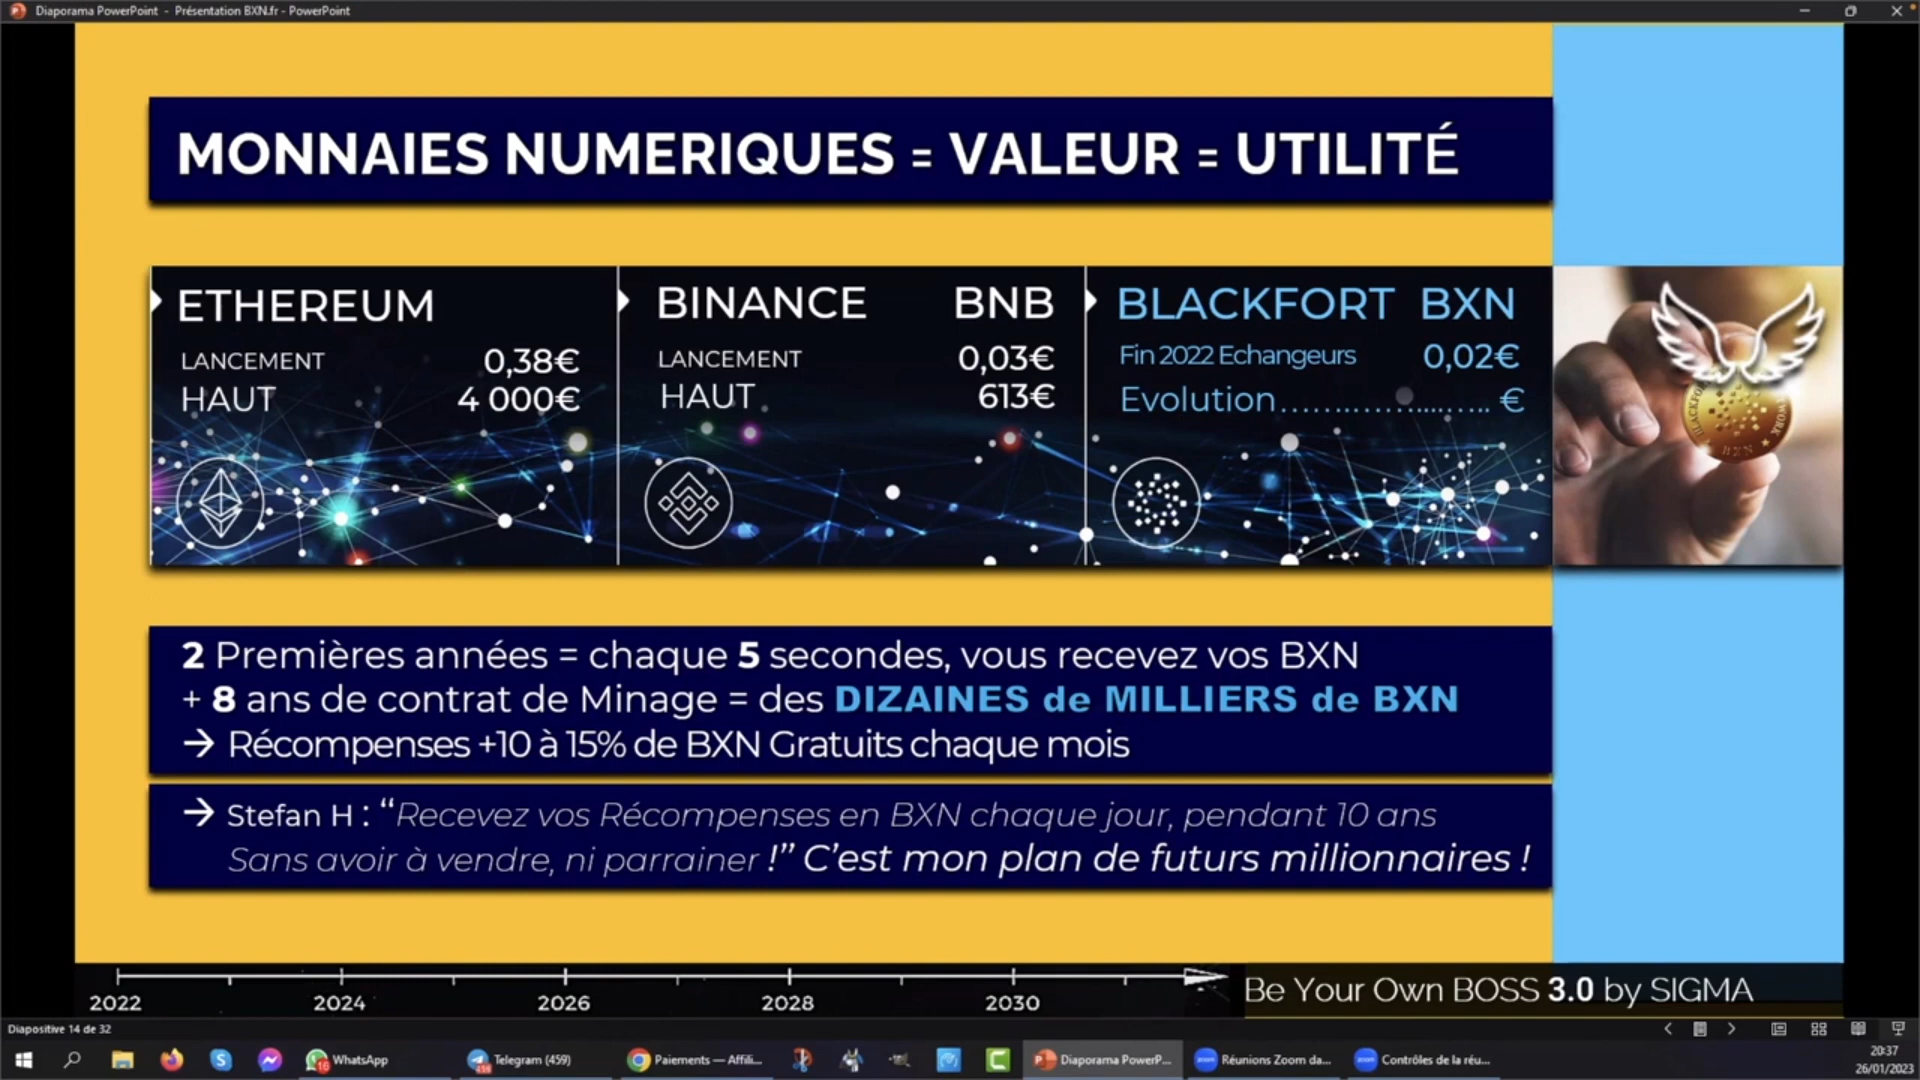 Diaporama PowerPoint - Présentation BXN.fr - PowerPoint
MONNAIES NUMERIQUES = VALEUR = UTILITÉ
ETHEREUM
LANCEMENT 0,38€
HAUT 4 000€
BINANCE BNB
LANCEMENT 0,03€
HAUT 613€
BLACKFORT BXN
Fin 2022 Echangeurs 0,02€
Evolution...................... €
BXN
2 Premières années = chaque 5 secondes, vous recevez vos BXN
+ 8 ans de contrat de Minage = des DIZAINES de MILLIERS de BXN
→ Récompenses +10 à 15% de BXN Gratuits chaque mois
→ Stefan H : “Recevez vos Récompenses en BXN chaque jour, pendant 10 ans
Sans avoir à vendre, ni parrainer !” C’est mon plan de futurs millionnaires !
2022 2024 2026 2028 2030
Be Your Own BOSS 3.0 by SIGMA
Diapositive 14 de 32
WhatsApp
Telegram (459)
Paiements — Affili...
Diaporama PowerP...
Réunions Zoom da...
Contrôles de la réu...
20:37
26/01/2023